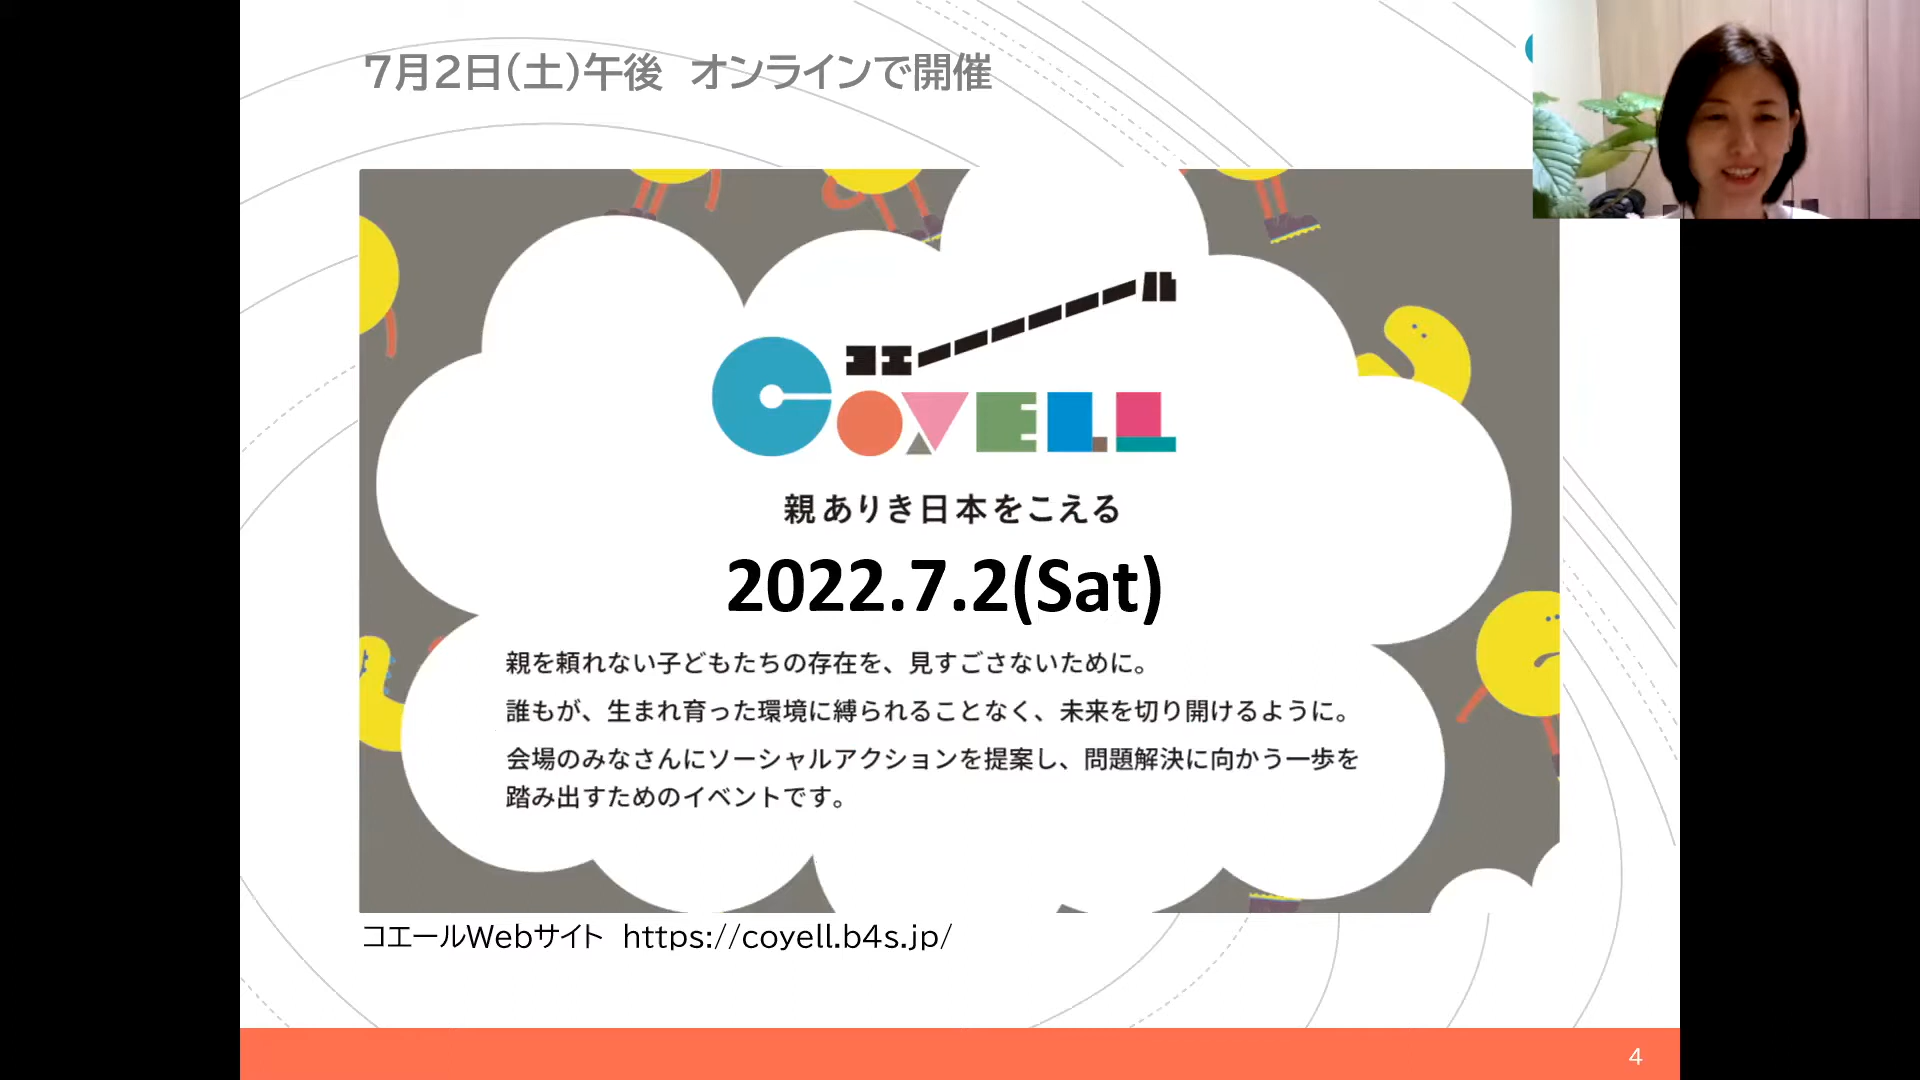 7月2日(土)午後 オンラインで開催
コエール
COYELL
親ありき日本をこえる
2022.7.2(Sat)
親を頼れない子どもたちの存在を、見すごさないために。
誰もが、生まれ育った環境に縛られることなく、未来を切り開けるように。
会場のみなさんにソーシャルアクションを提案し、問題解決に向かう一歩を
踏み出すためのイベントです。
コエールWebサイト https://coyell.b4s.jp/
4